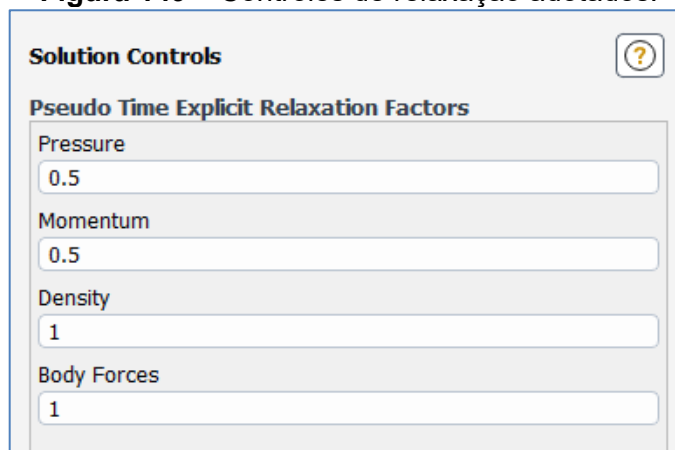 Solution Controls
?
Pseudo Time Explicit Relaxation Factors
Pressure
0.5
Momentum
0.5
Density
1
Body Forces
1